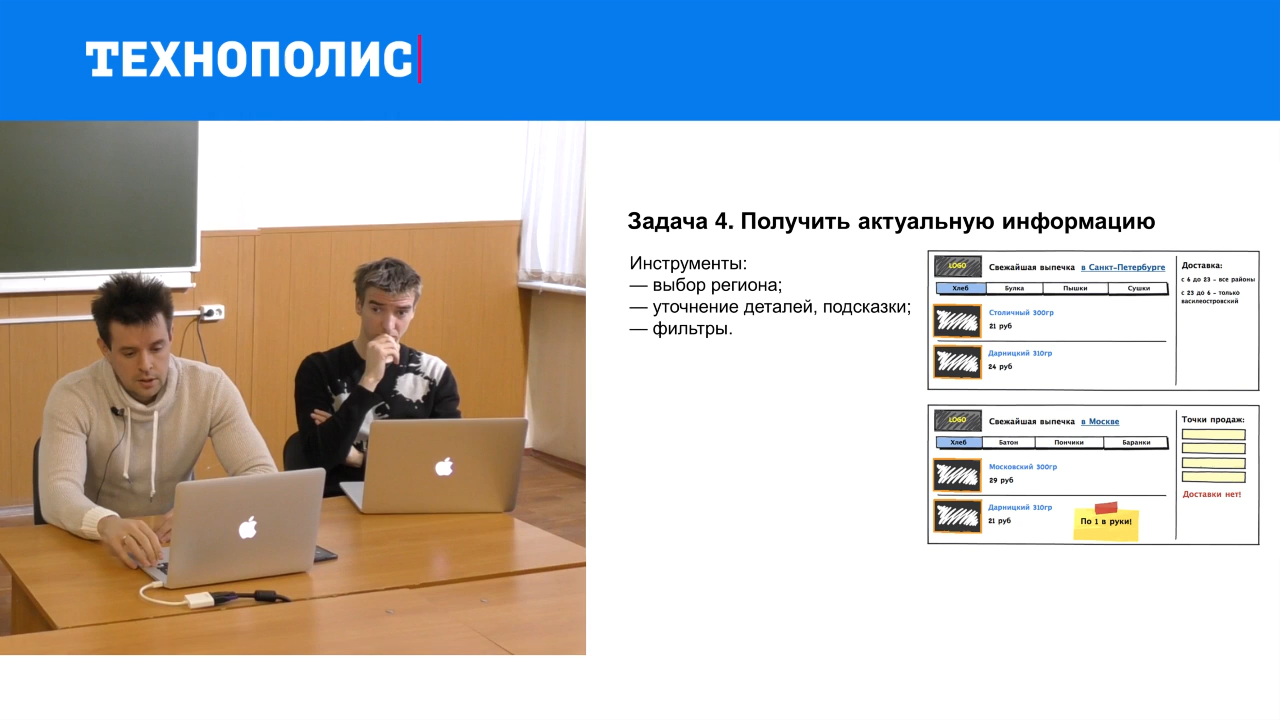 ТЕХНОПОЛИС
Задача 4. Получить актуальную информацию
Инструменты:
— выбор региона;
— уточнение деталей, подсказки;
— фильтры.
LOGO
Свежайшая выпечка в Санкт-Петербурге
Хлеб Булка Пышки Сушки
Столичный 300гр
21 руб
Дарницкий 310гр
24 руб
Доставка:
с 6 до 23 - все районы
с 23 до 6 - только
василеостровский
LOGO
Свежайшая выпечка в Москве
Хлеб Батон Пончики Баранки
Московский 300гр
29 руб
Дарницкий 310гр
21 руб
По 1 в руки!
Точки продаж:
Доставки нет!